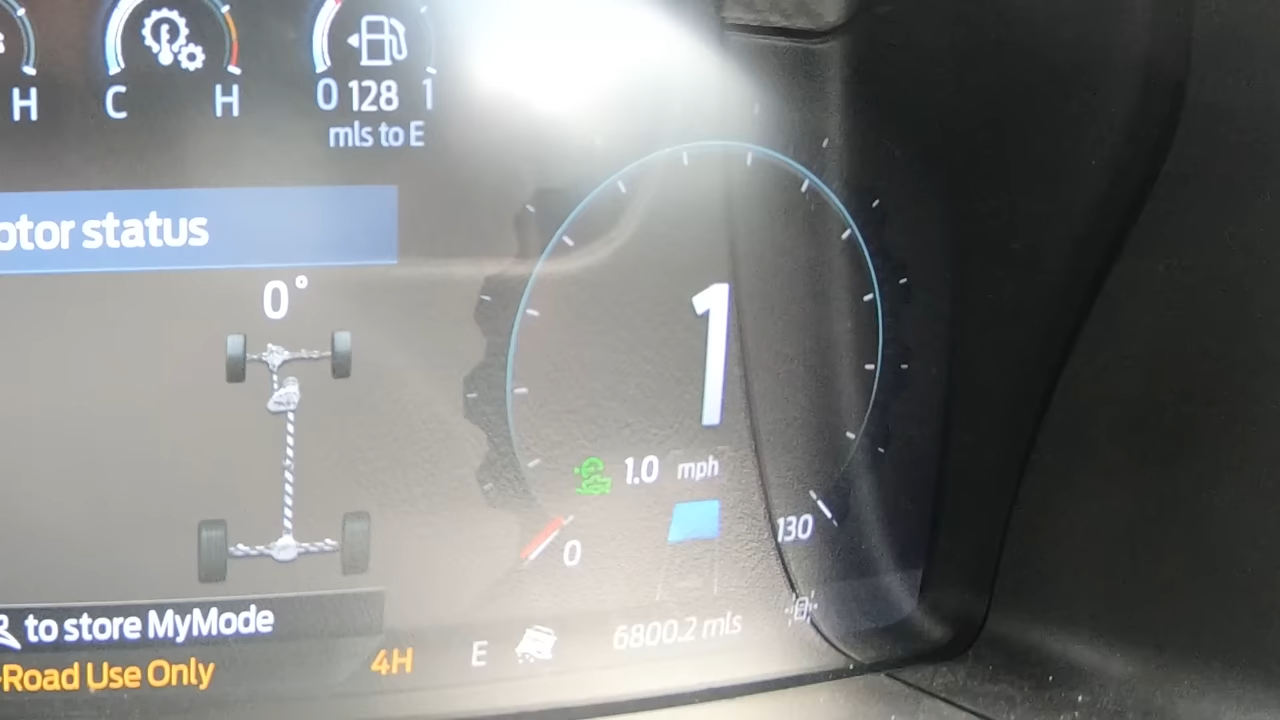 H
C H
0 128 1
mls to E
otor status
0°
1
1.0 mph
0
130
to store MyMode
6800.2 mls
-Road Use Only
4H
E